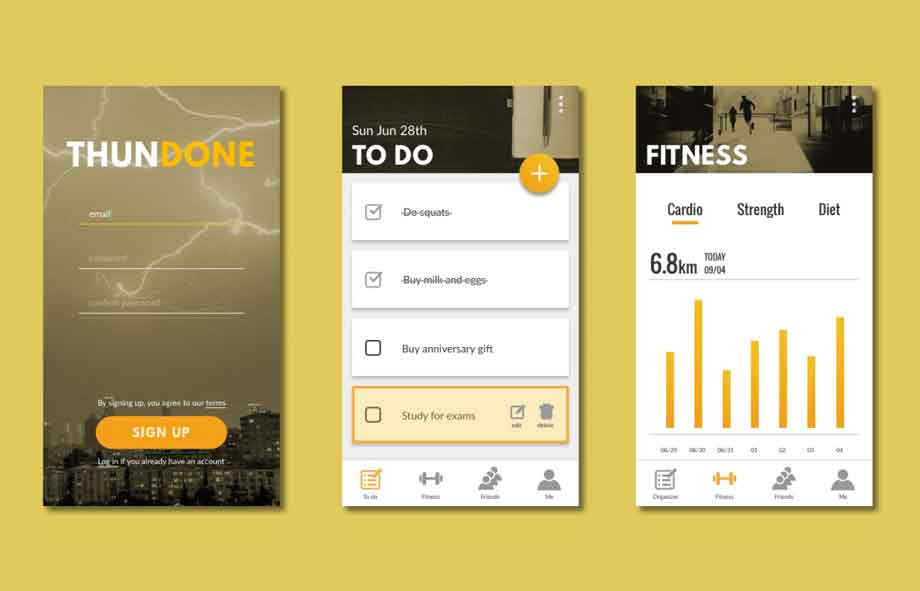 THUNDONE
email
password
confirm password
By signing up, you agree to our terms
SIGN UP
Log in if you already have an account
Sun Jun 28th
TO DO
Do squats
Buy milk and eggs
Buy anniversary gift
Study for exams
edit
delete
To do
Fitness
Friends
Me
FITNESS
Cardio
Strength
Diet
6.8km
TODAY
09/04
08/29
08/30
08/31
01
02
03
04
Organizer
Fitness
Friends
Me